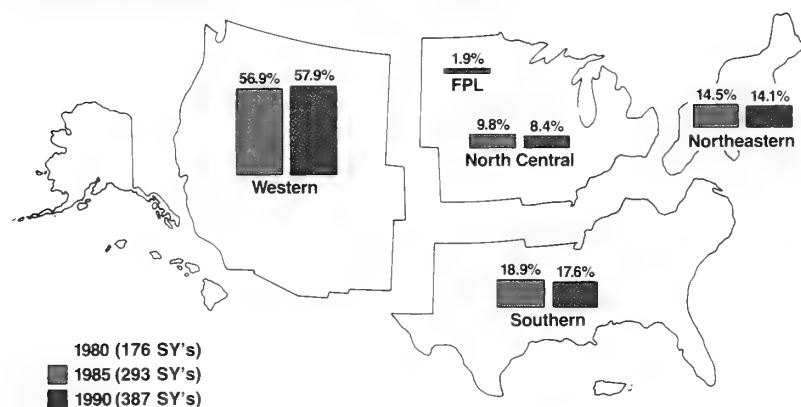 56.9% 57.9%
Western
1.9%
FPL
9.8% 8.4%
North Central
14.5% 14.1%
Northeastern
18.9% 17.6%
Southern
1980 (176 SY's)
1985 (293 SY's)
1990 (387 SY's)